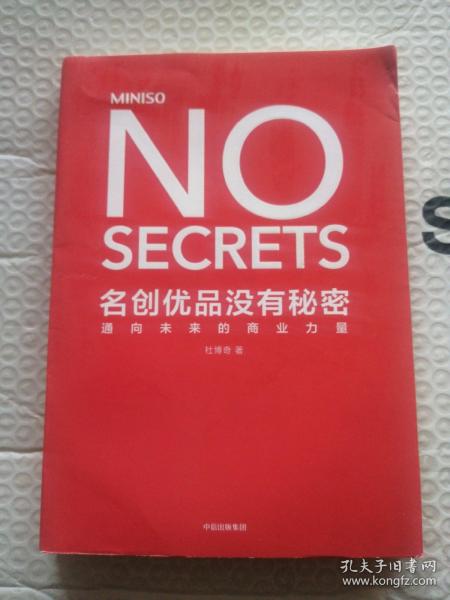 MINISO
NO
SECRETS
名创优品没有秘密
通向未来的商业力量
杜博奇 著
中信出版集团
S
孔夫子旧书网
www.kongfz.com